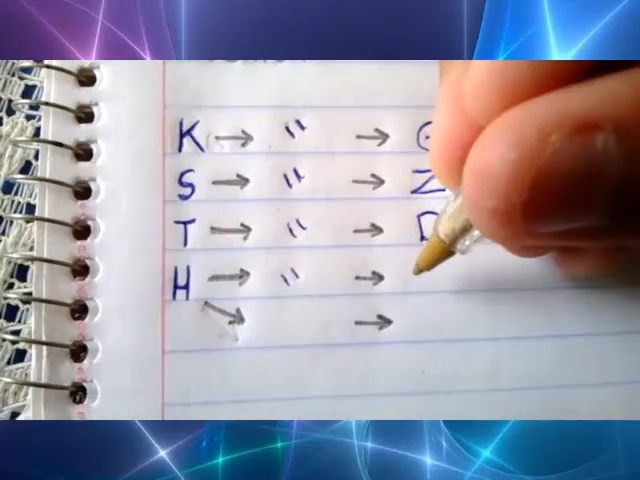 K → " → G
S → " → Z
T → " → D
H → " →
→ →